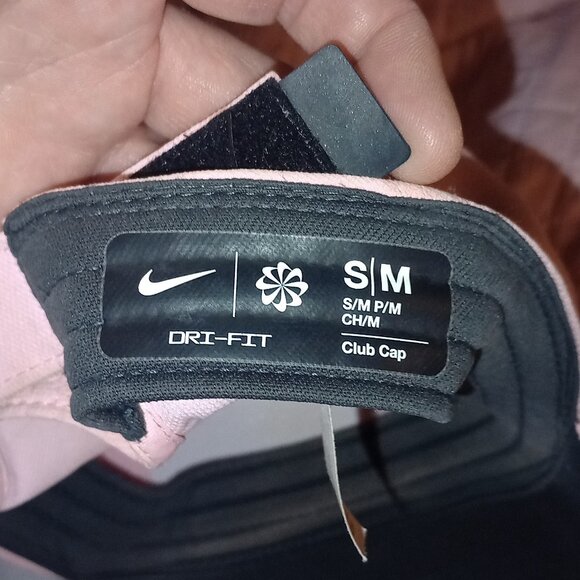 DRI-FIT
S|M
S/M P/M
CH/M
Club Cap